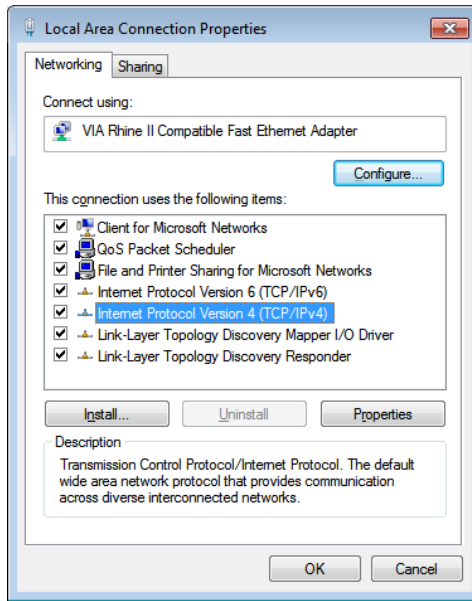 Local Area Connection Properties
Networking
Sharing
Connect using:
VIA Rhine II Compatible Fast Ethernet Adapter
Configure...
This connection uses the following items:
Client for Microsoft Networks
QoS Packet Scheduler
File and Printer Sharing for Microsoft Networks
Internet Protocol Version 6 (TCP/IPv6)
Internet Protocol Version 4 (TCP/IPv4)
Link-Layer Topology Discovery Mapper I/O Driver
Link-Layer Topology Discovery Responder
Install...
Uninstall
Properties
Description
Transmission Control Protocol/Internet Protocol. The default
wide area network protocol that provides communication
across diverse interconnected networks.
OK
Cancel